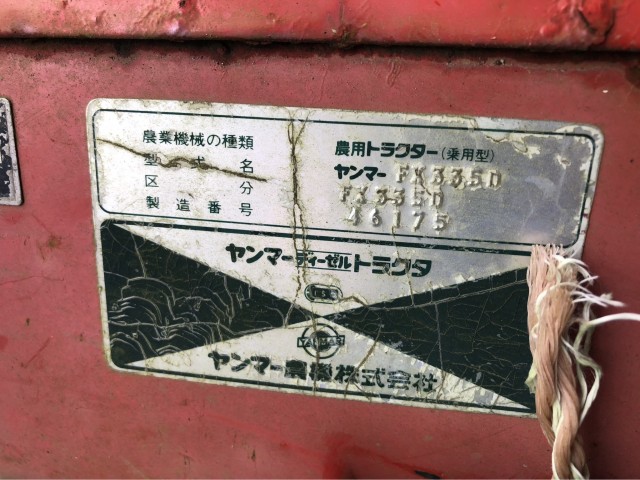 農業機械の種類 農用トラクター(乗用型)
型式名 ヤンマー FX335D
区分 FX335D
製造番号 46175
ヤンマーディーゼルトラクタ
YANMAR
ヤンマー農機株式会社